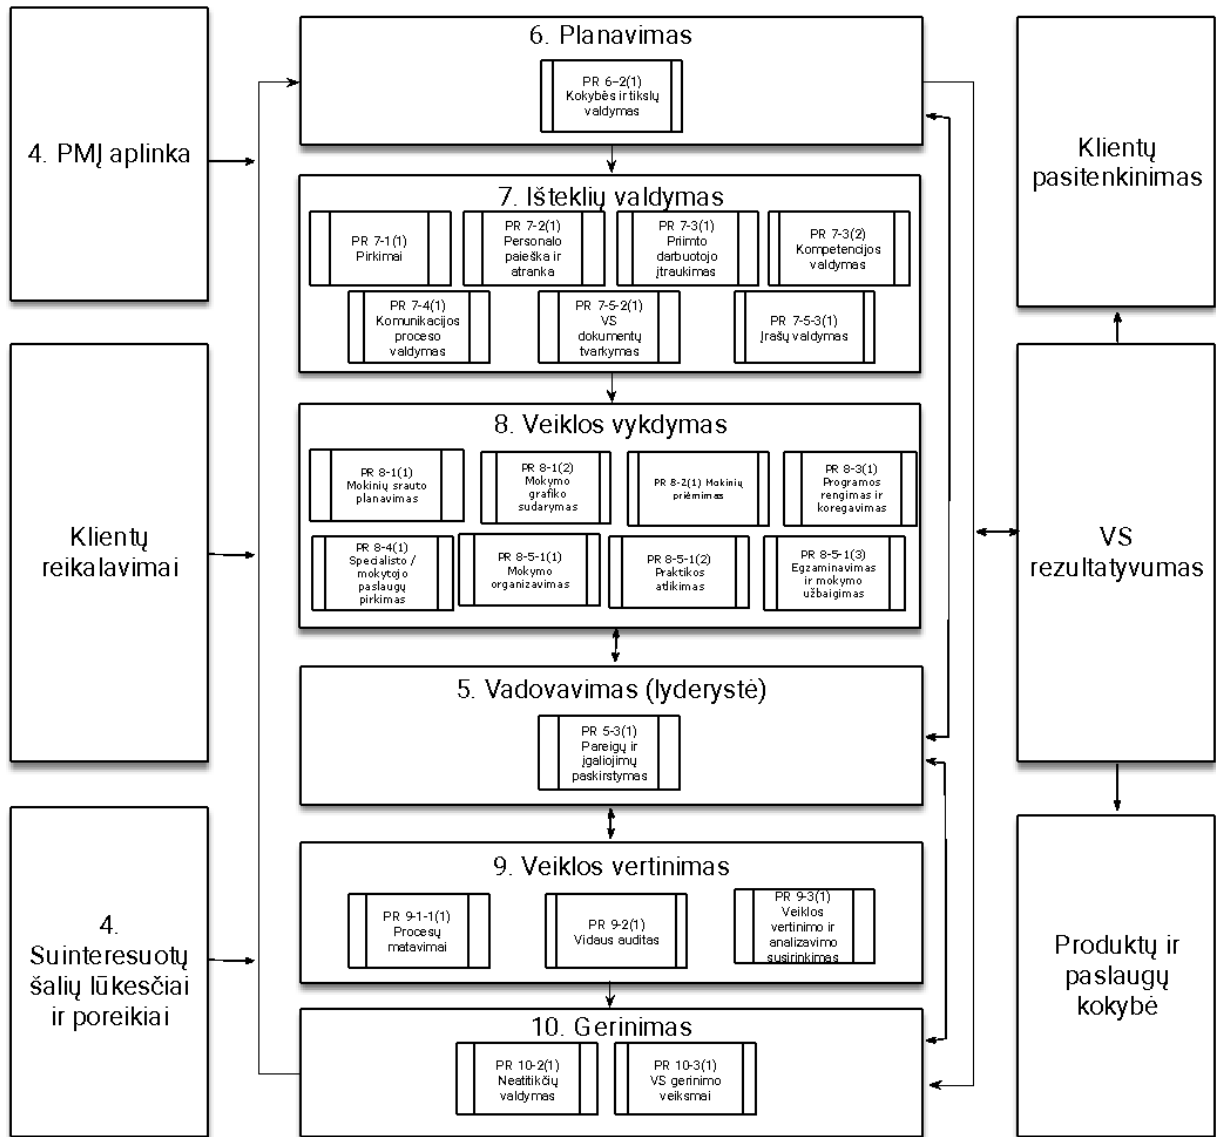 4. PMĮ aplinka
Klientų
reikalavimai
4.
Suinteresuotų
šalių lūkesčiai
ir poreikiai
6. Planavimas
PR 6-2(1)
Kokybės ir tikslų
valdymas
7. Išteklių valdymas
PR 7-1(1)
Pirkimai
PR 7-2(1)
Personalo
paieška ir
atranka
PR 7-3(1)
Priimto
darbuotojo
įtraukimas
PR 7-3(2)
Kompetencijos
valdymas
PR 7-4(1)
Komunikacijos
proceso
valdymas
PR 7-5-2(1)
VS
dokumentų
tvarkymas
PR 7-5-3(1)
Įrašų valdymas
8. Veiklos vykdymas
PR 8-1(1)
Mokinių srauto
planavimas
PR 8-1(2)
Mokymo
grafiko
sudarymas
PR 8-2(1) Mokinių
priėmimas
PR 8-3(1)
Programos
rengimas ir
koregavimas
PR 8-4(1)
Specialisto /
mokytojo
paslaugų
pirkimas
PR 8-5-1(1)
Mokymo
organizavimas
PR 8-5-1(2)
Praktikos
atlikimas
PR 8-5-1(3)
Egzaminavimas
ir mokymo
užbaigimas
5. Vadovavimas (lyderystė)
PR 5-3(1)
Pareigų ir
įgaliojimų
paskirstymas
9. Veiklos vertinimas
PR 9-1-1(1)
Procesų
matavimai
PR 9-2(1)
Vidaus auditas
PR 9-3(1)
Veiklos
vertinimo ir
analizavimo
susirinkimas
10. Gerinimas
PR 10-2(1)
Neatitikčių
valdymas
PR 10-3(1)
VS gerinimo
veiksmai
Klientų
pasitenkinimas
VS
rezultatyvumas
Produktų ir
paslaugų
kokybė